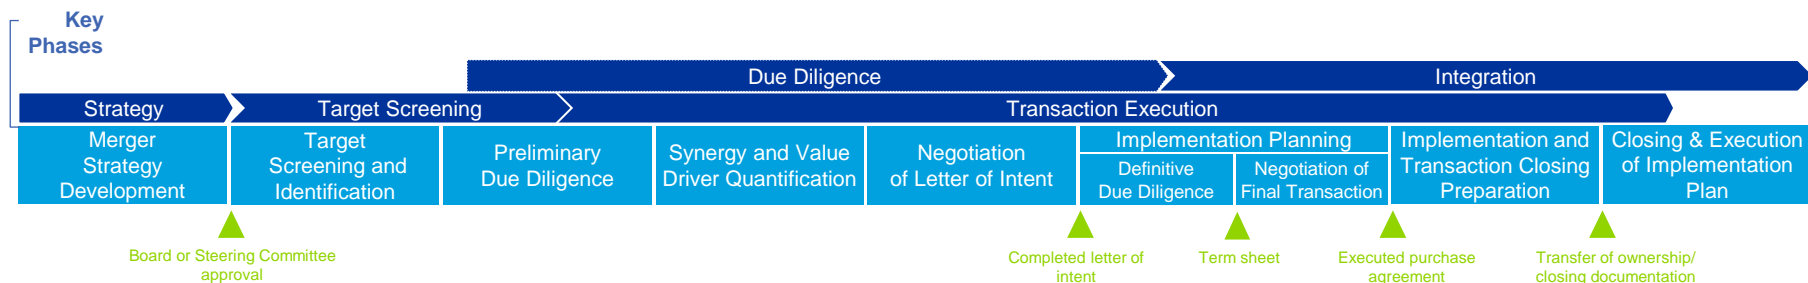 Key
Phases
Due Diligence
Integration
Strategy
Target Screening
Transaction Execution
Merger
Strategy
Development
Target
Screening and
Identification
Preliminary
Due Diligence
Synergy and Value
Driver Quantification
Negotiation
of Letter of Intent
Implementation Planning
Definitive
Due Diligence
Negotiation of
Final Transaction
Implementation and
Transaction Closing
Preparation
Closing & Execution
of Implementation
Plan
Board or Steering Committee
approval
Completed letter of
intent
Term sheet
Executed purchase
agreement
Transfer of ownership/
closing documentation